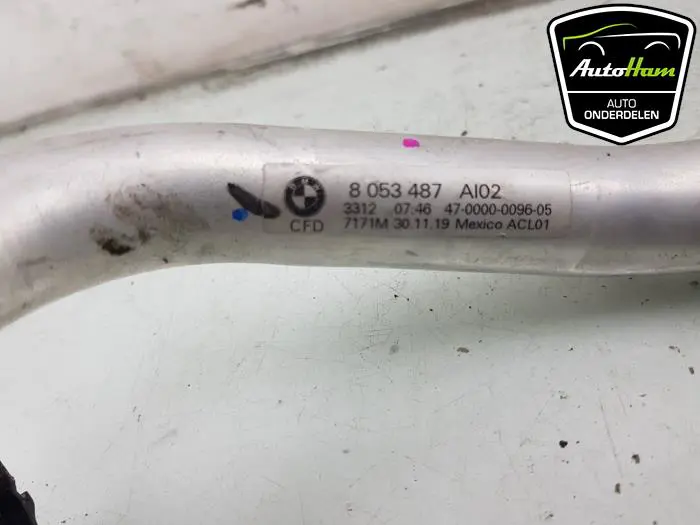 AutoHam
AUTO
ONDERDELEN
BMW
CFD
8 053 487 AI02
3312 07:46 47-0000-0096-05
7171M 30.11.19 Mexico ACL01